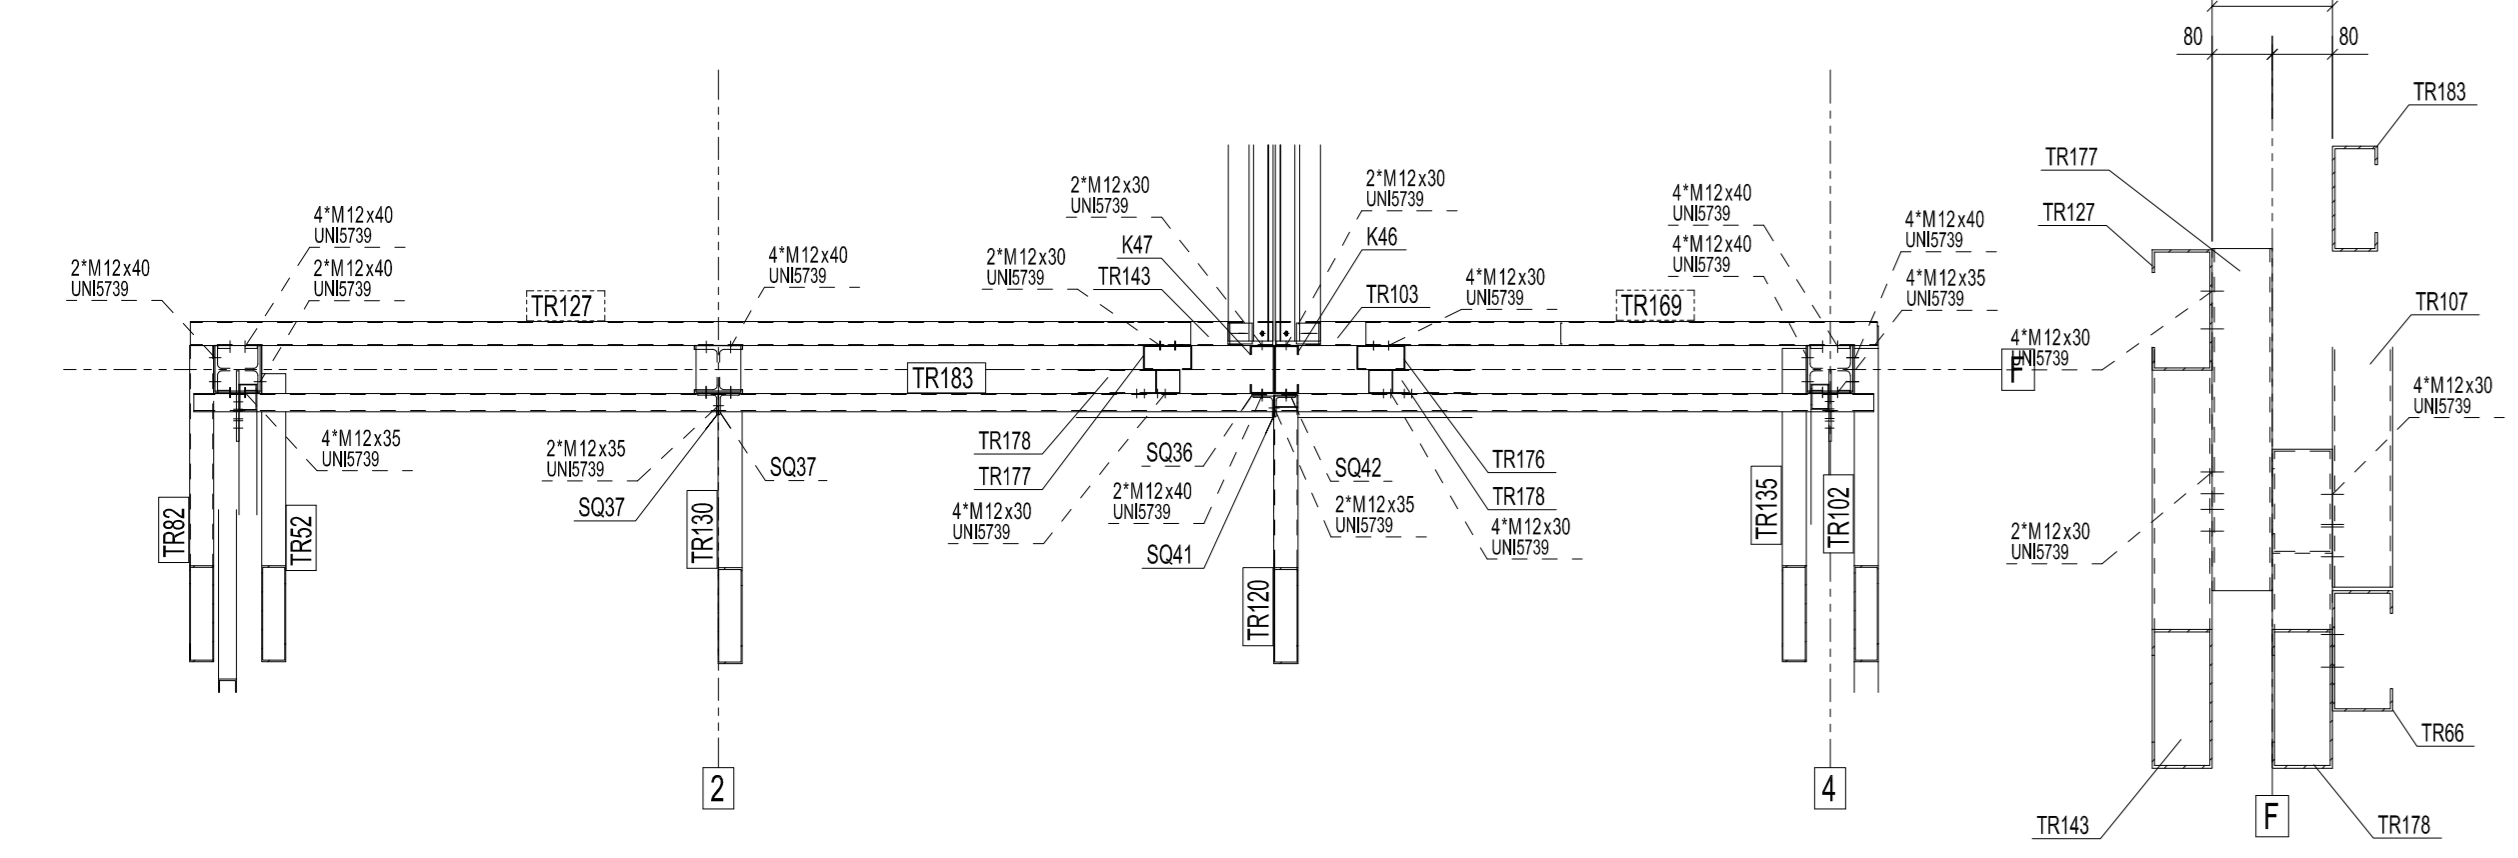 4*M12x40
UNI5739
2*M12x40
UNI5739
2*M12x40
UNI5739
TR127
4*M12x40
UNI5739
2*M12x30
UNI5739
2*M12x30
UNI5739
K47
TR143
2*M12x30
UNI5739
K46
TR103
4*M12x30
UNI5739
4*M12x40
UNI5739
4*M12x40
UNI5739
TR169
4*M12x40
UNI5739
4*M12x35
UNI5739
TR183
F
4*M12x35
UNI5739
2*M12x35
UNI5739
SQ37
SQ37
TR178
TR177
4*M12x30
UNI5739
SQ36
2*M12x40
UNI5739
SQ41
SQ42
2*M12x35
UNI5739
TR176
TR178
4*M12x30
UNI5739
TR82
TR52
TR130
TR120
TR135
TR102
2
4
80
80
TR183
TR177
TR127
TR107
4*M12x30
UNI5739
4*M12x30
UNI5739
2*M12x30
UNI5739
TR66
TR143
F
TR178